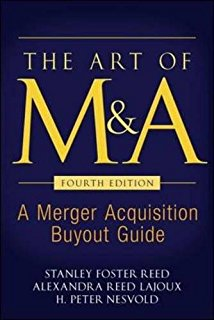 THE ART OF
M&A
FOURTH EDITION
A Merger Acquisition
Buyout Guide
STANLEY FOSTER REED
ALEXANDRA REED LAJOUX
H. PETER NESVOLD